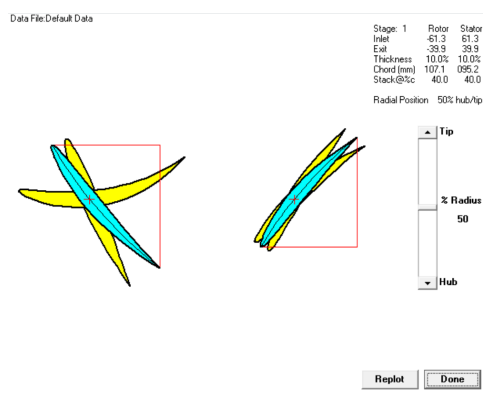 Data File:Default Data
Stage: 1 Rotor Stator
Inlet -61.3 61.3
Exit -39.9 39.9
Thickness 10.0% 10.0%
Chord (mm) 107.1 095.2
Stack@%c 40.0 40.0
Radial Position 50% hub/tip
Tip
% Radius
50
Hub
Replot Done